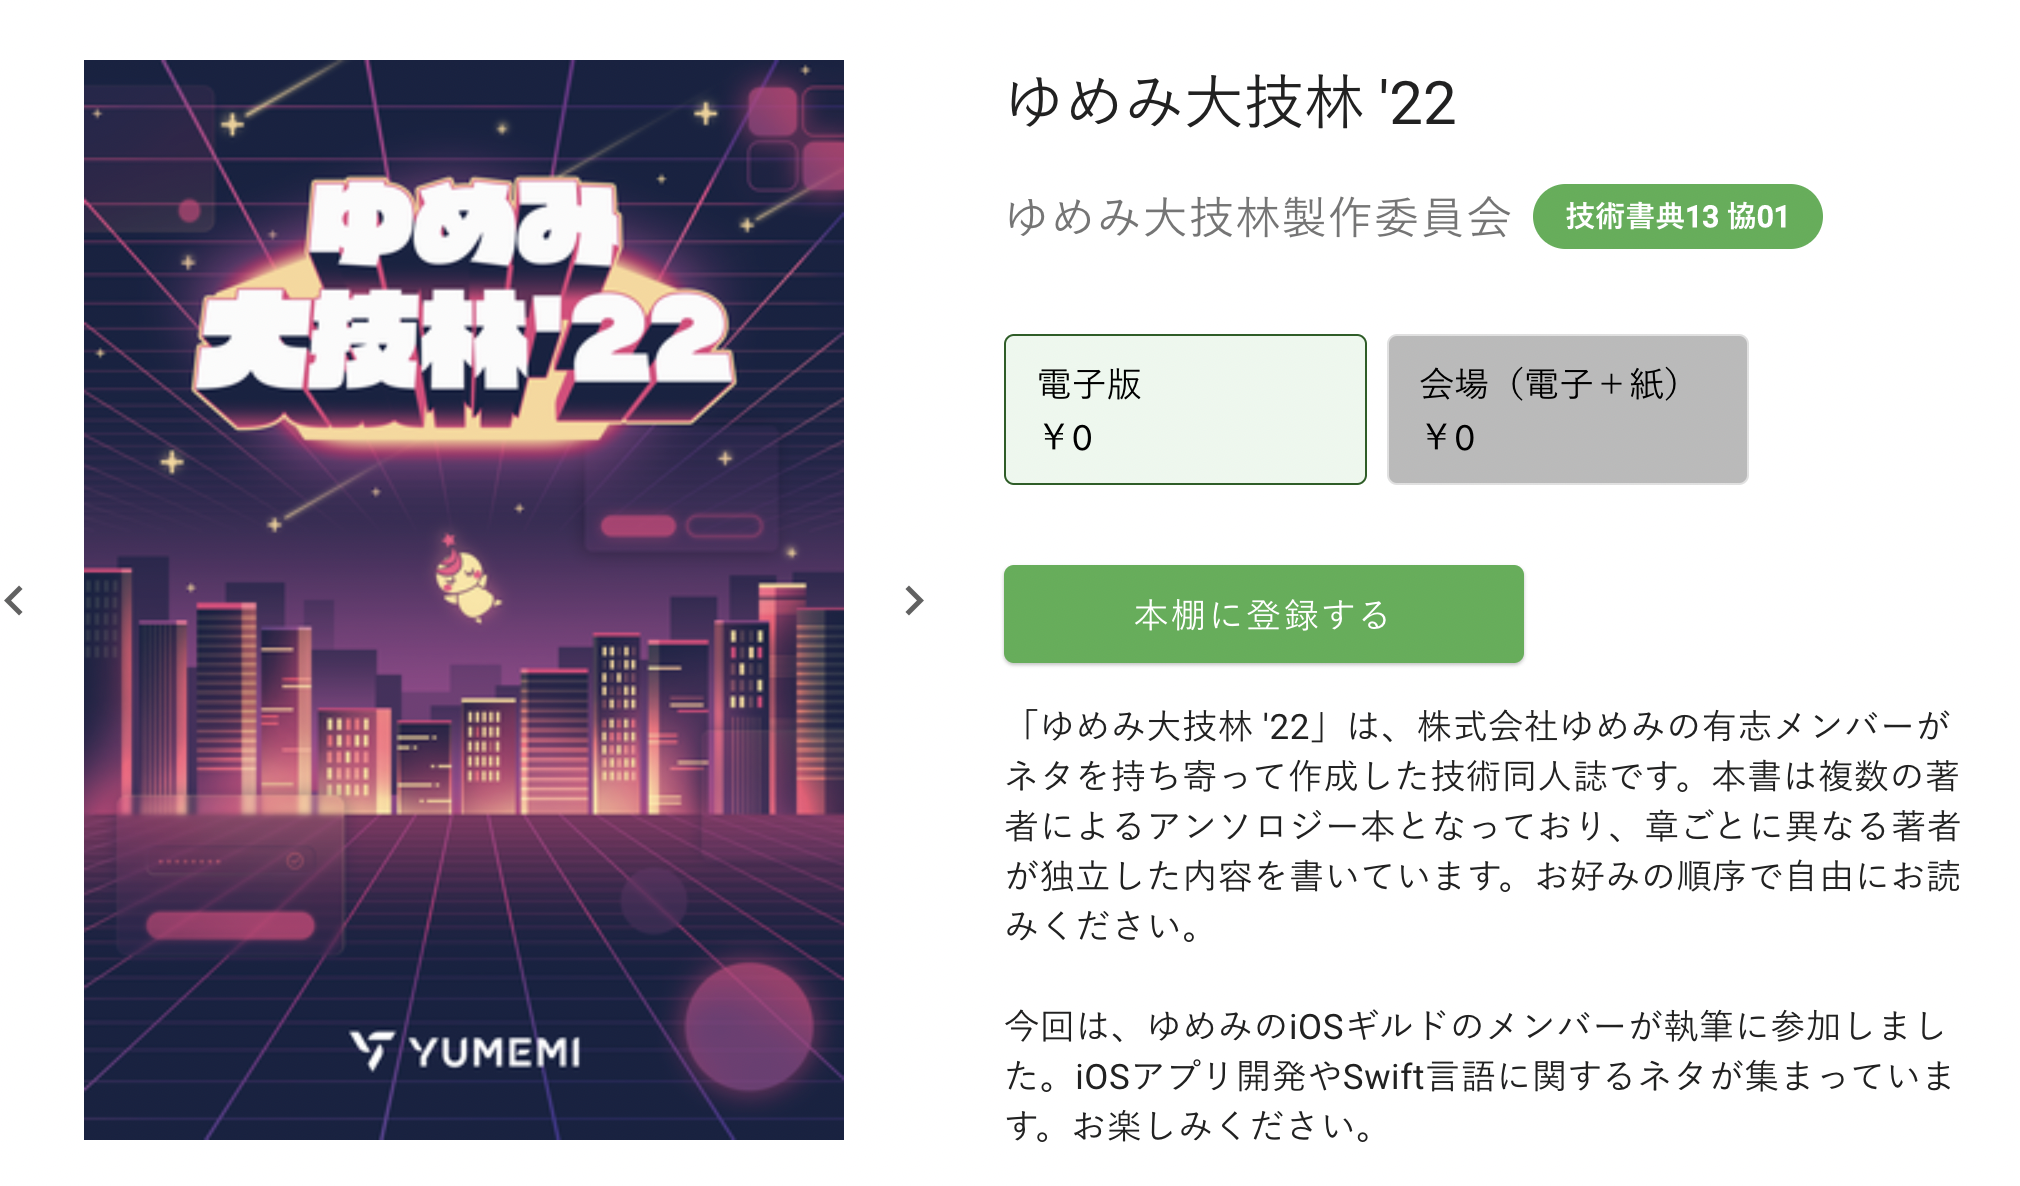 ゆめみ
大技林'22
YUMEMI
ゆめみ大技林 '22
ゆめみ大技林製作委員会
技術書典13 協01
電子版
￥0
会場（電子＋紙）
￥0
本棚に登録する
「ゆめみ大技林 '22」は、株式会社ゆめみの有志メンバーが
ネタを持ち寄って作成した技術同人誌です。本書は複数の著
者によるアンソロジー本となっており、章ごとに異なる著者
が独立した内容を書いています。お好みの順序で自由にお読
みください。
今回は、ゆめみのiOSギルドのメンバーが執筆に参加しまし
た。iOSアプリ開発やSwift言語に関するネタが集まっていま
す。お楽しみください。